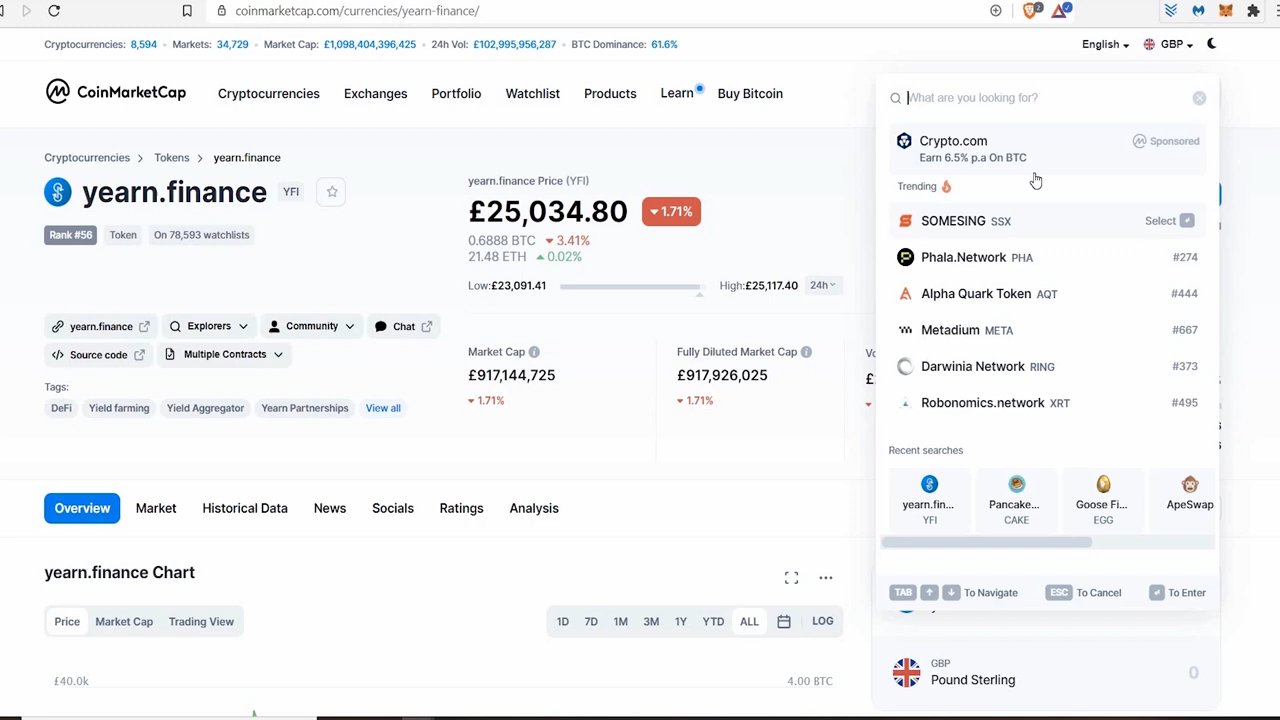 coinmarketcap.com/currencies/yearn-finance/
2
Cryptocurrencies: 8,594 • Markets: 34,729 • Market Cap: £1,098,404,396,425 • 24h Vol: £102,995,956,287 • BTC Dominance: 61.6%
English
GBP
CoinMarketCap
Cryptocurrencies
Exchanges
Portfolio
Watchlist
Products
Learn
Buy Bitcoin
Cryptocurrencies > Tokens > yearn.finance
yearn.finance YFI
Rank #56
Token
On 78,593 watchlists
yearn.finance
Explorers
Community
Chat
Source code
Multiple Contracts
Tags:
DeFi
Yield farming
Yield Aggregator
Yearn Partnerships
View all
yearn.finance Price (YFI)
£25,034.80 1.71%
0.6888 BTC 3.41%
21.48 ETH 0.02%
Low:£23,091.41
High:£25,117.40
24h
Market Cap
£917,144,725
1.71%
Fully Diluted Market Cap
£917,926,025
1.71%
£
What are you looking for?
Crypto.com
Sponsored
Earn 6.5% p.a On BTC
Trending
SOMESING SSX Select
Phala.Network PHA #274
Alpha Quark Token AQT #444
Metadium META #667
Darwinia Network RING #373
Robonomics.network XRT #495
Recent searches
yearn.fin...
YFI
Pancake...
CAKE
Goose Fi...
EGG
ApeSwap
TAB To Navigate
ESC To Cancel
To Enter
Overview
Market
Historical Data
News
Socials
Ratings
Analysis
yearn.finance Chart
Price
Market Cap
Trading View
1D
7D
1M
3M
1Y
YTD
ALL
LOG
£40.0k
4.00 BTC
GBP
Pound Sterling
0